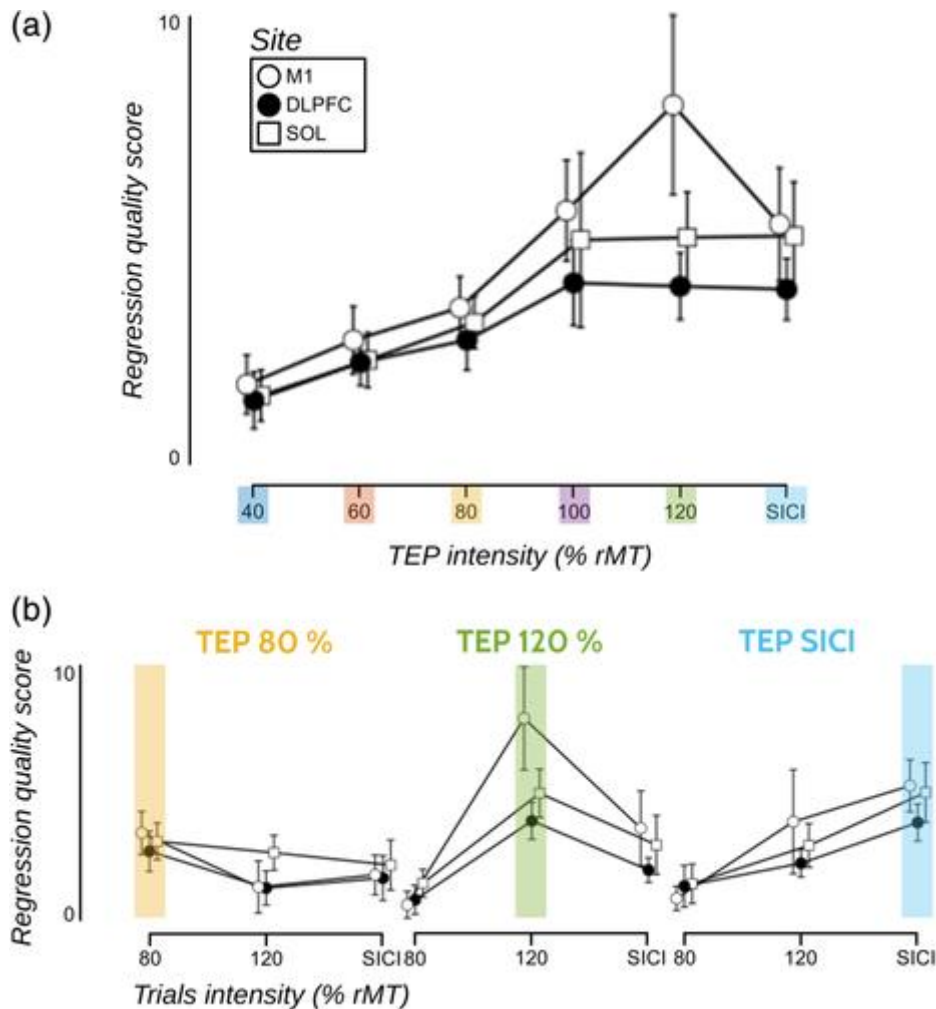 (a)
10
Site
M1
DLPFC
SOL
Regression quality score
0
40 60 80 100 120 SICI
TEP intensity (% rMT)
(b)
TEP 80 % TEP 120 % TEP SICI
10
Regression quality score
0
80 120 SICI 80 120 SICI 80 120 SICI
Trials intensity (% rMT)